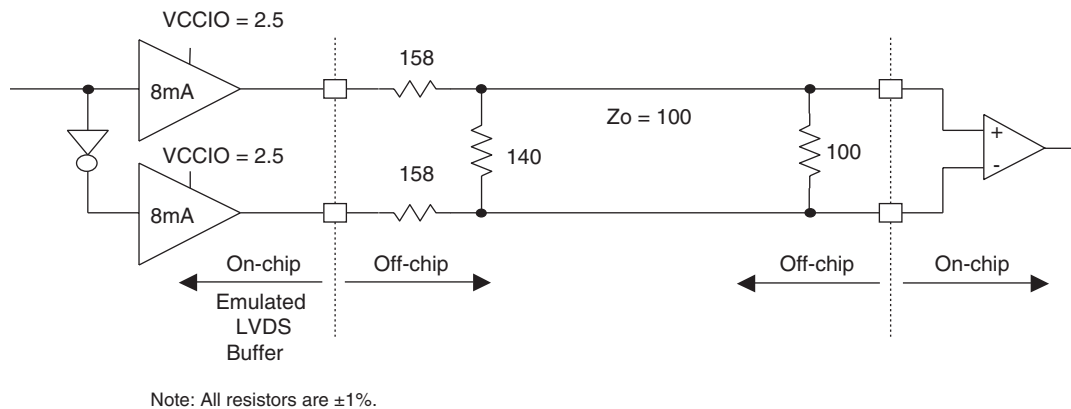 VCCIO = 2.5
158
8mA
Zo = 100
+
-
VCCIO = 2.5
140
100
158
8mA
On-chip
Off-chip
Off-chip
On-chip
Emulated
LVDS
Buffer
Note: All resistors are ±1%.